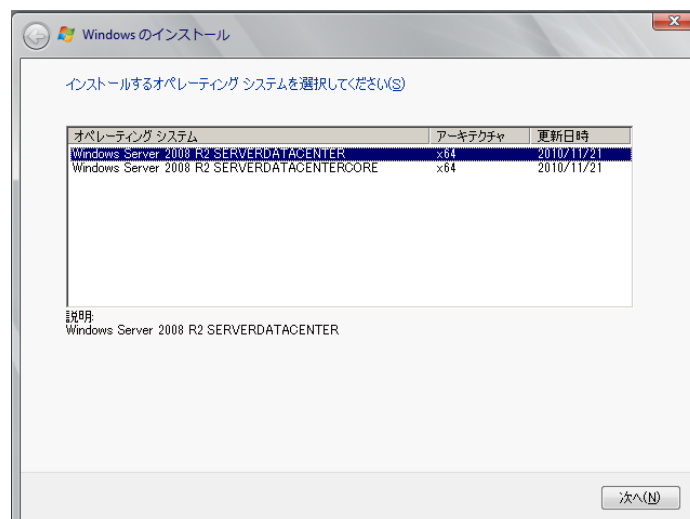 Windows のインストール
インストールするオペレーティング システムを選択してください(S)
オペレーティング システム アーキテクチャ 更新日時
Windows Server 2008 R2 SERVERDATACENTER x64 2010/11/21
Windows Server 2008 R2 SERVERDATACENTERCORE x64 2010/11/21
説明:
Windows Server 2008 R2 SERVERDATACENTER
次へ(N)